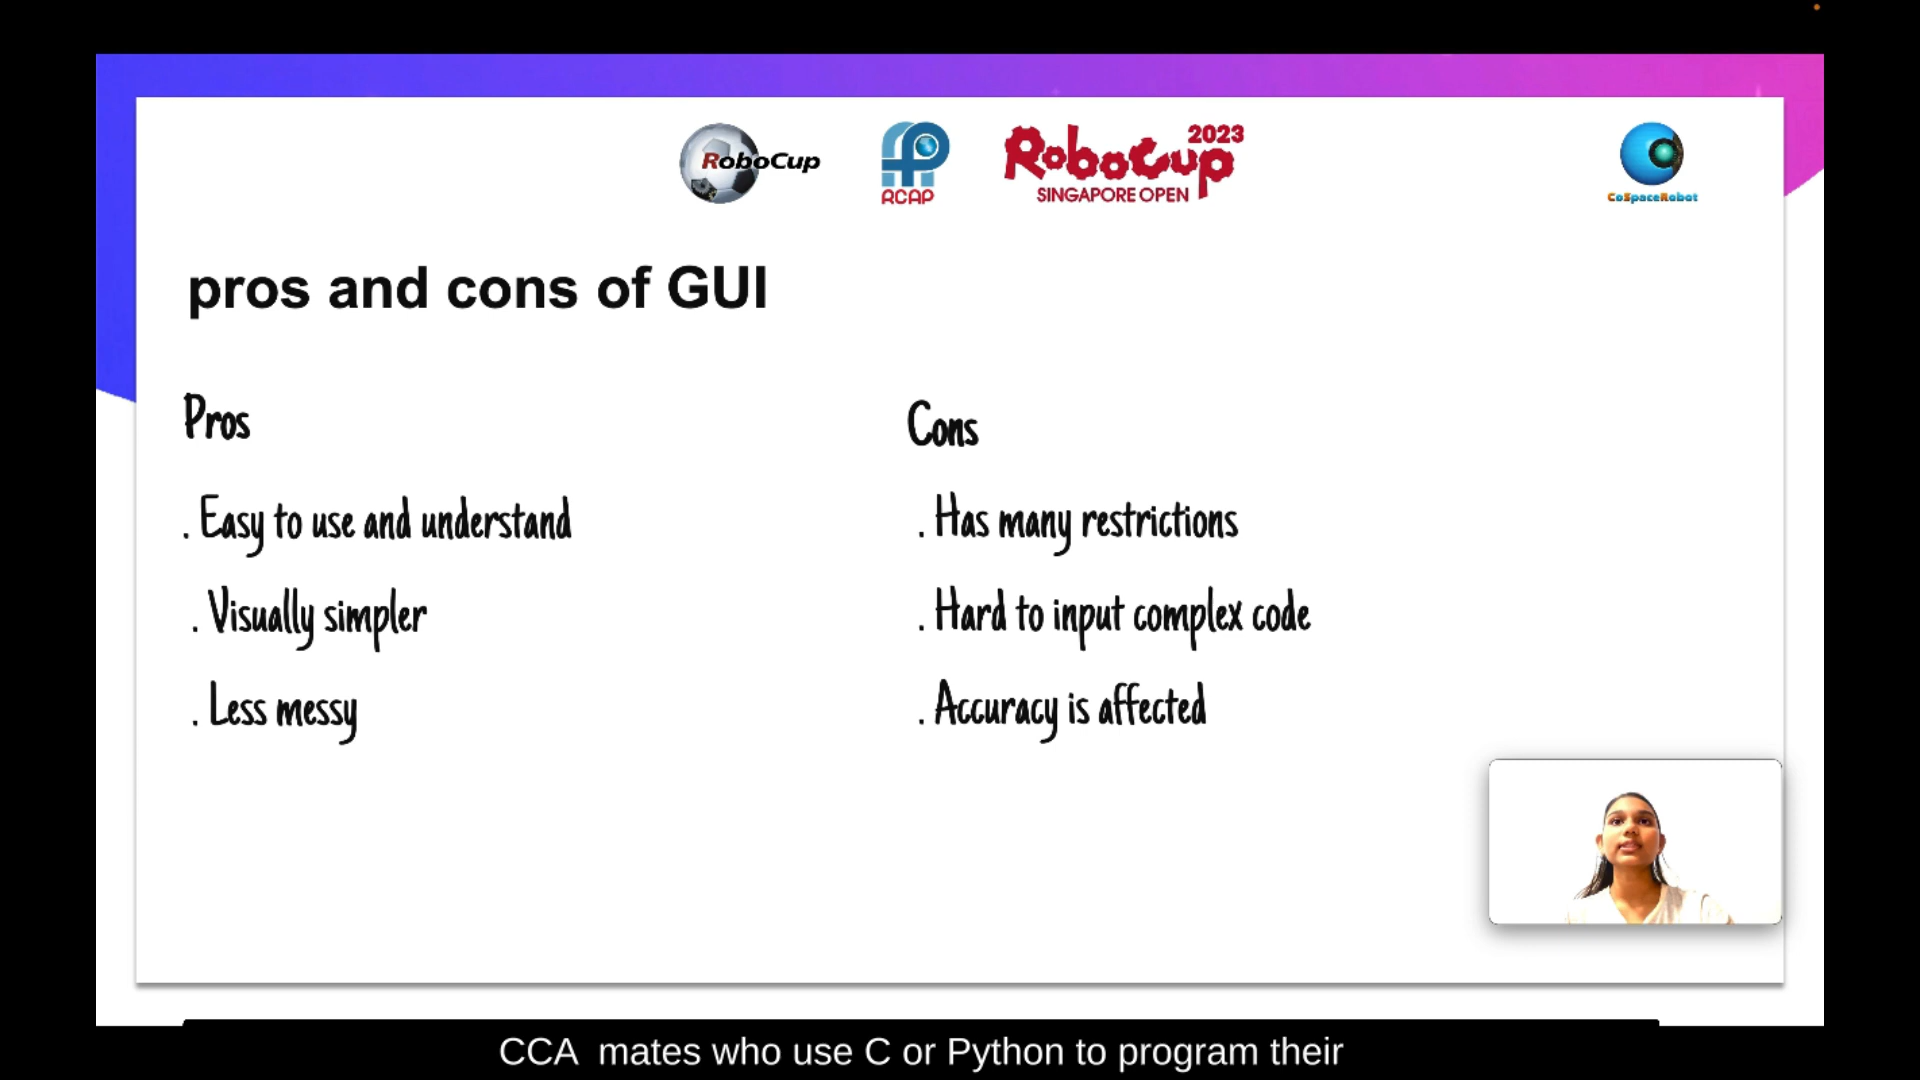 RoboCup
RCAP
RoboCup 2023
SINGAPORE OPEN
CoSpaceRobot
pros and cons of GUI
Pros
. Easy to use and understand
. Visually simpler
. Less messy
Cons
. Has many restrictions
. Hard to input complex code
. Accuracy is affected
CCA mates who use C or Python to program their